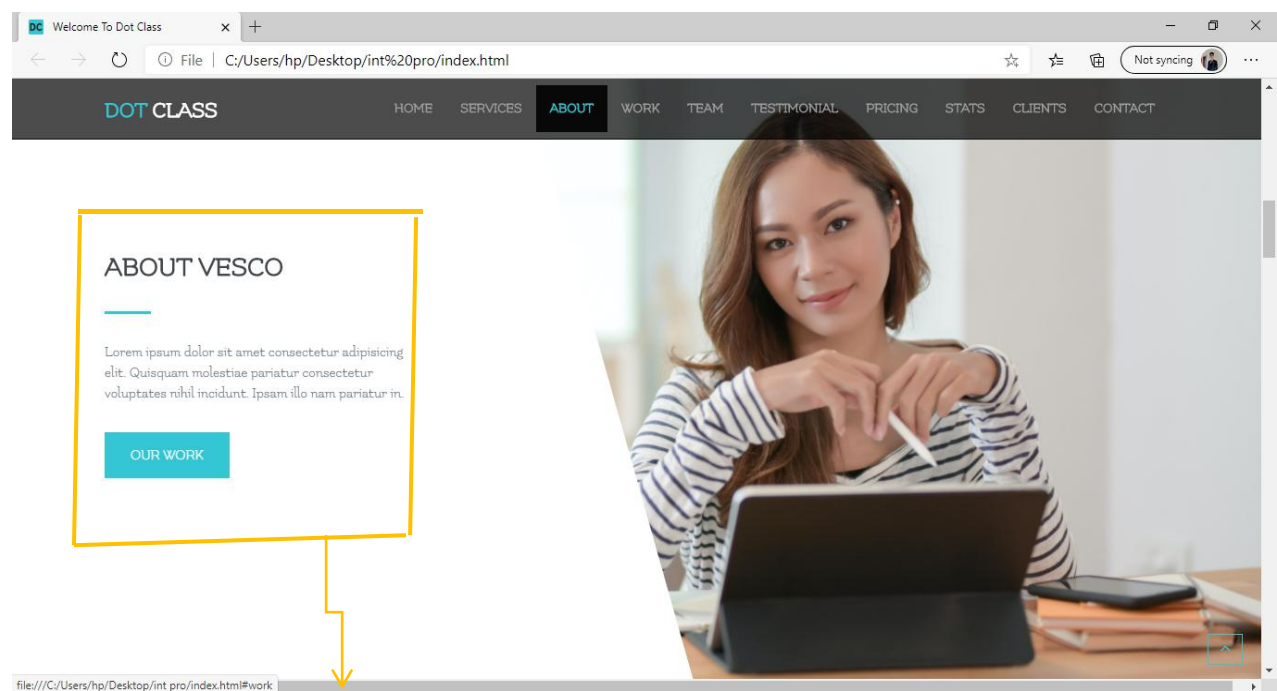 DC Welcome To Dot Class
File C:/Users/hp/Desktop/int%20pro/index.html Not syncing
DOT CLASS HOME SERVICES ABOUT WORK TEAM TESTIMONIAL PRICING STATS CLIENTS CONTACT
ABOUT VESCO
Lorem ipsum dolor sit amet consectetur adipisicing
elit. Quisquam molestiae pariatur consectetur
voluptates nihil incidunt. Ipsam illo nam pariatur in.
OUR WORK
file:///C:/Users/hp/Desktop/int pro/index.html#work